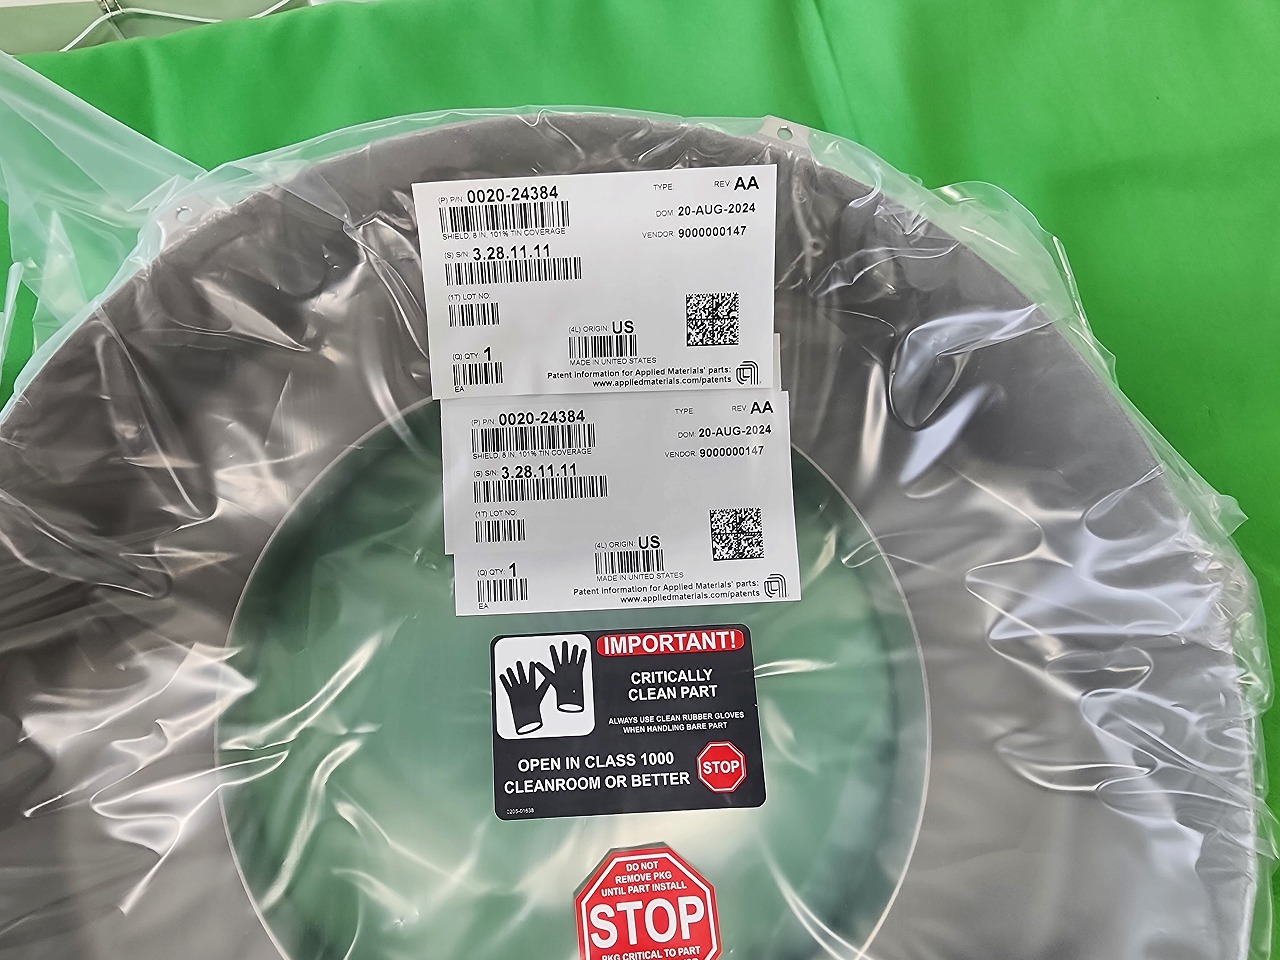 (P) P/N 0020-24384
TYPE
REV AA
SHIELD, 8 IN, 101% TIN COVERAGE
DOM 20-AUG-2024
VENDOR 9000000147
(S) S/N 3.28.11.11
(1T) LOT NO:
(4L) ORIGIN: US
MADE IN UNITED STATES
(Q) QTY: 1
EA
Patent information for Applied Materials' parts:
www.appliedmaterials.com/patents
(P) P/N 0020-24384
TYPE
REV AA
SHIELD, 8 IN, 101% TIN COVERAGE
DOM 20-AUG-2024
VENDOR 9000000147
(S) S/N 3.28.11.11
(1T) LOT NO:
(4L) ORIGIN: US
MADE IN UNITED STATES
(Q) QTY: 1
EA
Patent information for Applied Materials' parts:
www.appliedmaterials.com/patents
IMPORTANT!
CRITICALLY
CLEAN PART
ALWAYS USE CLEAN RUBBER GLOVES
WHEN HANDLING BARE PART
OPEN IN CLASS 1000
CLEANROOM OR BETTER
STOP
0205-01638
DO NOT
REMOVE PKG
UNTIL PART INSTALL
STOP
PKG CRITICAL TO PART